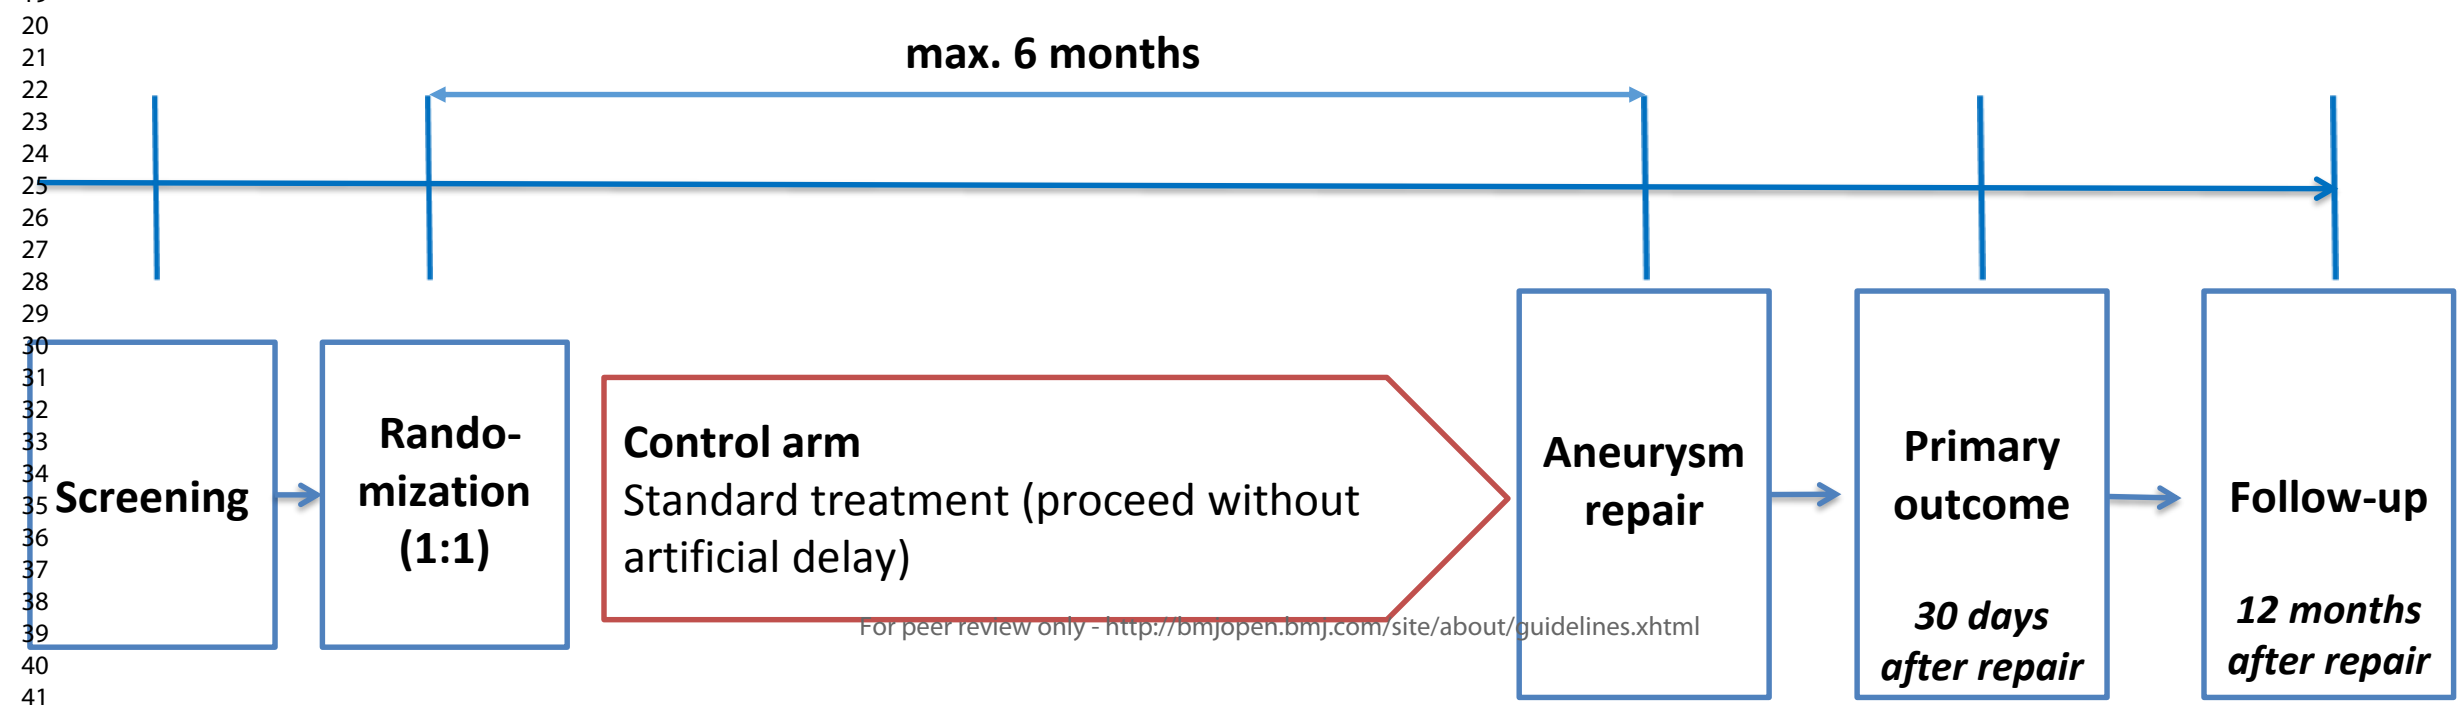 20
21
22
23
24
25
26
27
28
29
30
31
32
33
34
35
36
37
38
39
40
41
max. 6 months
Screening
Rando-
mization
(1:1)
Control arm
Standard treatment (proceed without
artificial delay)
Aneurysm
repair
Primary
outcome
30 days
after repair
Follow-up
12 months
after repair
For peer review only - http://bmjopen.bmj.com/site/about/guidelines.xhtml